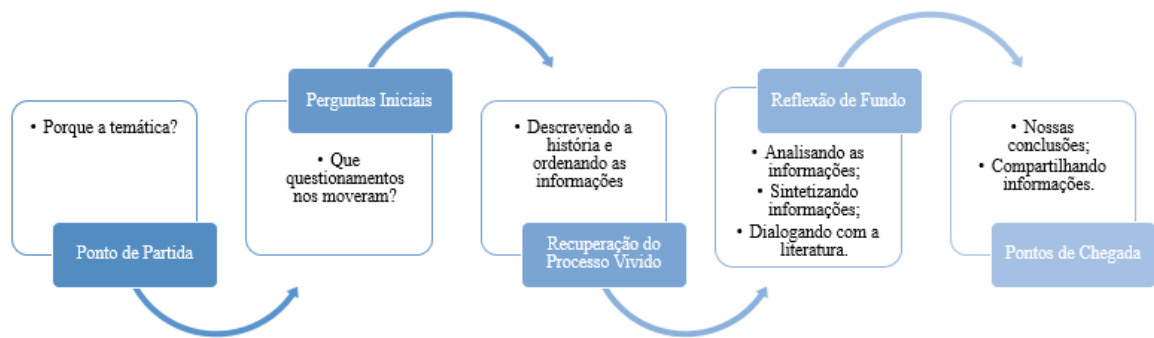 • Porque a temática?
Ponto de Partida
Perguntas Iniciais
• Que
questionamentos
nos moveram?
• Descrevendo a
história e
ordenando as
informações
Recuperação do
Processo Vivido
Reflexão de Fundo
• Analisando as
informações;
• Sintetizando
informações;
• Dialogando com a
literatura.
• Nossas
conclusões;
• Compartilhando
informações.
Pontos de Chegada